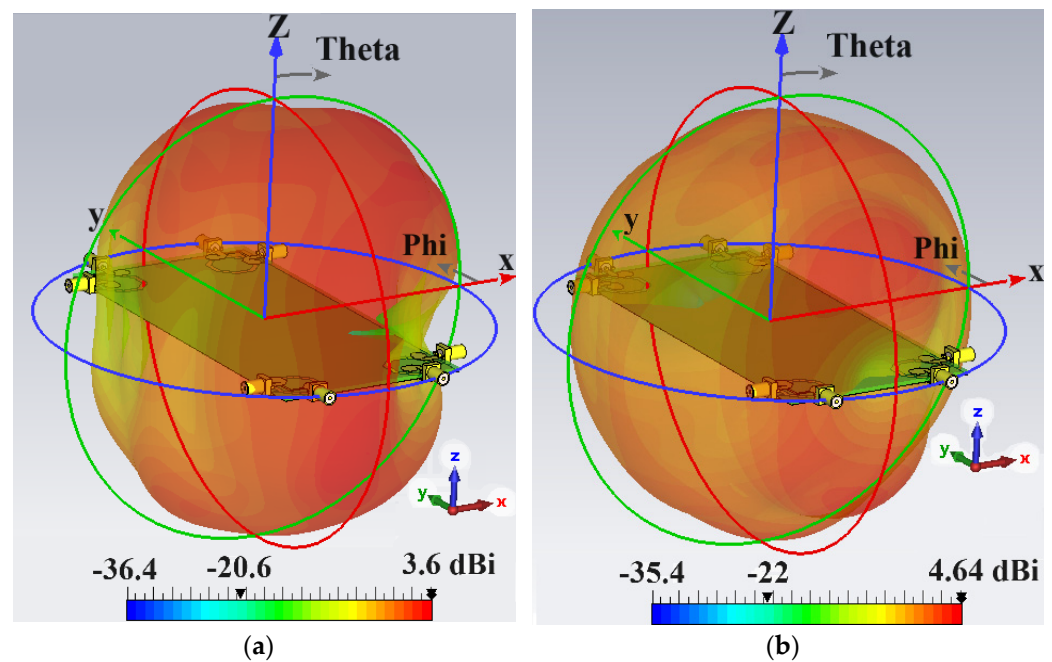 Z
Theta
y
Phi
x
z
y
x
-36.4 -20.6 3.6 dBi
(a)
Z
Theta
y
Phi
x
z
y
x
-35.4 -22 4.64 dBi
(b)